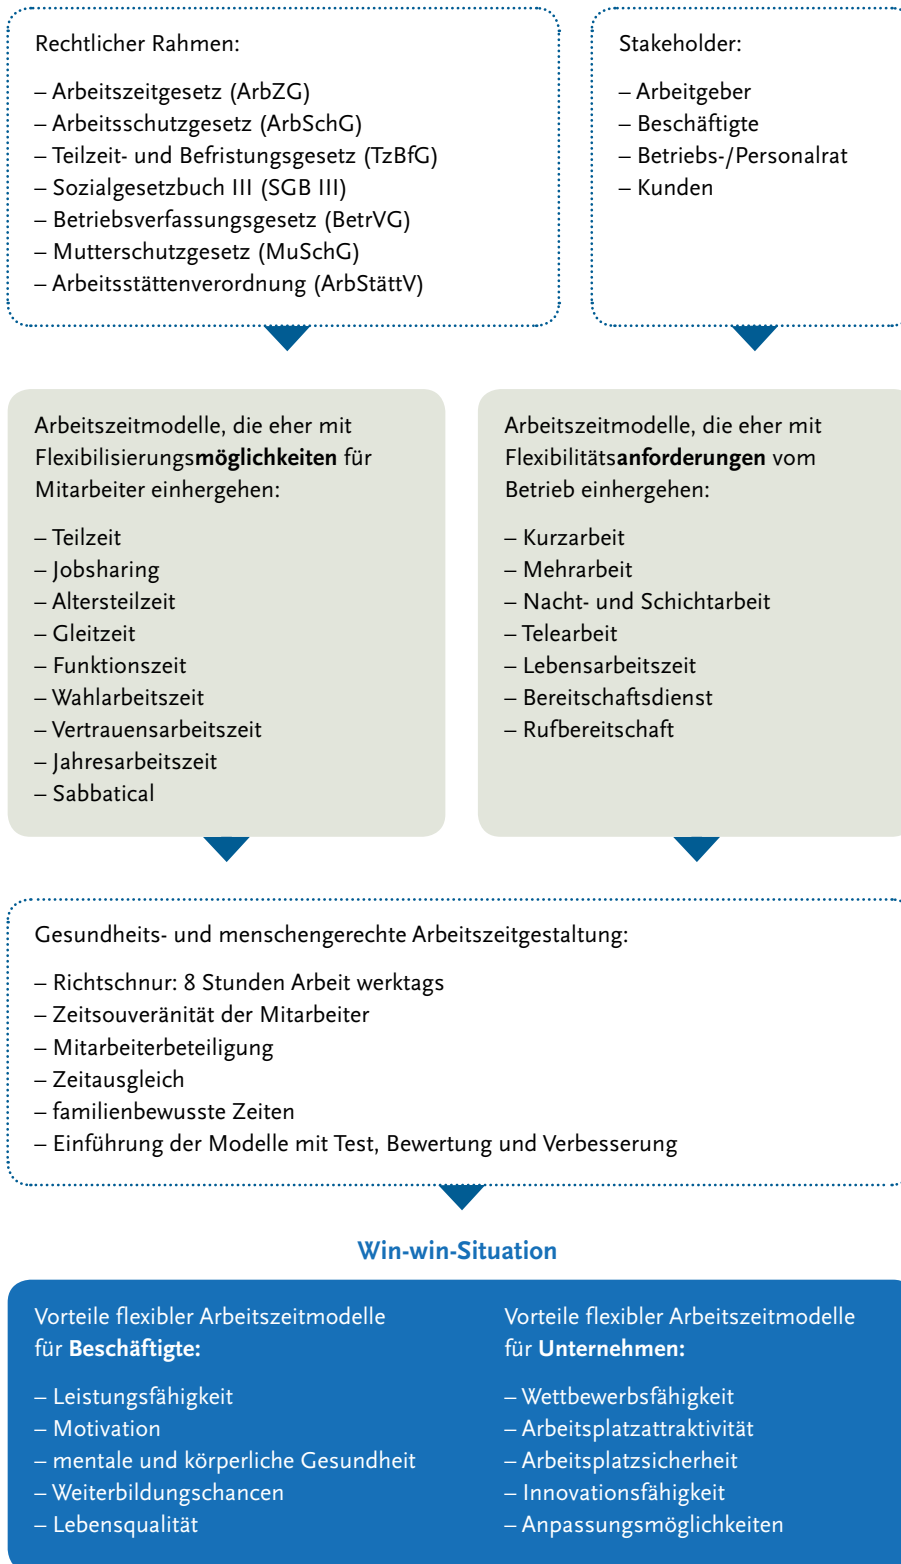 Rechtlicher Rahmen:
– Arbeitszeitgesetz (ArbZG)
– Arbeitsschutzgesetz (ArbSchG)
– Teilzeit- und Befristungsgesetz (TzBfG)
– Sozialgesetzbuch III (SGB III)
– Betriebsverfassungsgesetz (BetrVG)
– Mutterschutzgesetz (MuSchG)
– Arbeitsstättenverordnung (ArbStättV)
Stakeholder:
– Arbeitgeber
– Beschäftigte
– Betriebs-/Personalrat
– Kunden
Arbeitszeitmodelle, die eher mit
Flexibilisierungsmöglichkeiten für
Mitarbeiter einhergehen:
– Teilzeit
– Jobsharing
– Altersteilzeit
– Gleitzeit
– Funktionszeit
– Wahlarbeitszeit
– Vertrauensarbeitszeit
– Jahresarbeitszeit
– Sabbatical
Arbeitszeitmodelle, die eher mit
Flexibilitätsanforderungen vom
Betrieb einhergehen:
– Kurzarbeit
– Mehrarbeit
– Nacht- und Schichtarbeit
– Telearbeit
– Lebensarbeitszeit
– Bereitschaftsdienst
– Rufbereitschaft
Gesundheits- und menschengerechte Arbeitszeitgestaltung:
– Richtschnur: 8 Stunden Arbeit werktags
– Zeitsouveränität der Mitarbeiter
– Mitarbeiterbeteiligung
– Zeitausgleich
– familienbewusste Zeiten
– Einführung der Modelle mit Test, Bewertung und Verbesserung
Win-win-Situation
Vorteile flexibler Arbeitszeitmodelle
für Beschäftigte:
– Leistungsfähigkeit
– Motivation
– mentale und körperliche Gesundheit
– Weiterbildungschancen
– Lebensqualität
Vorteile flexibler Arbeitszeitmodelle
für Unternehmen:
– Wettbewerbsfähigkeit
– Arbeitsplatzattraktivität
– Arbeitsplatzsicherheit
– Innovationsfähigkeit
– Anpassungsmöglichkeiten